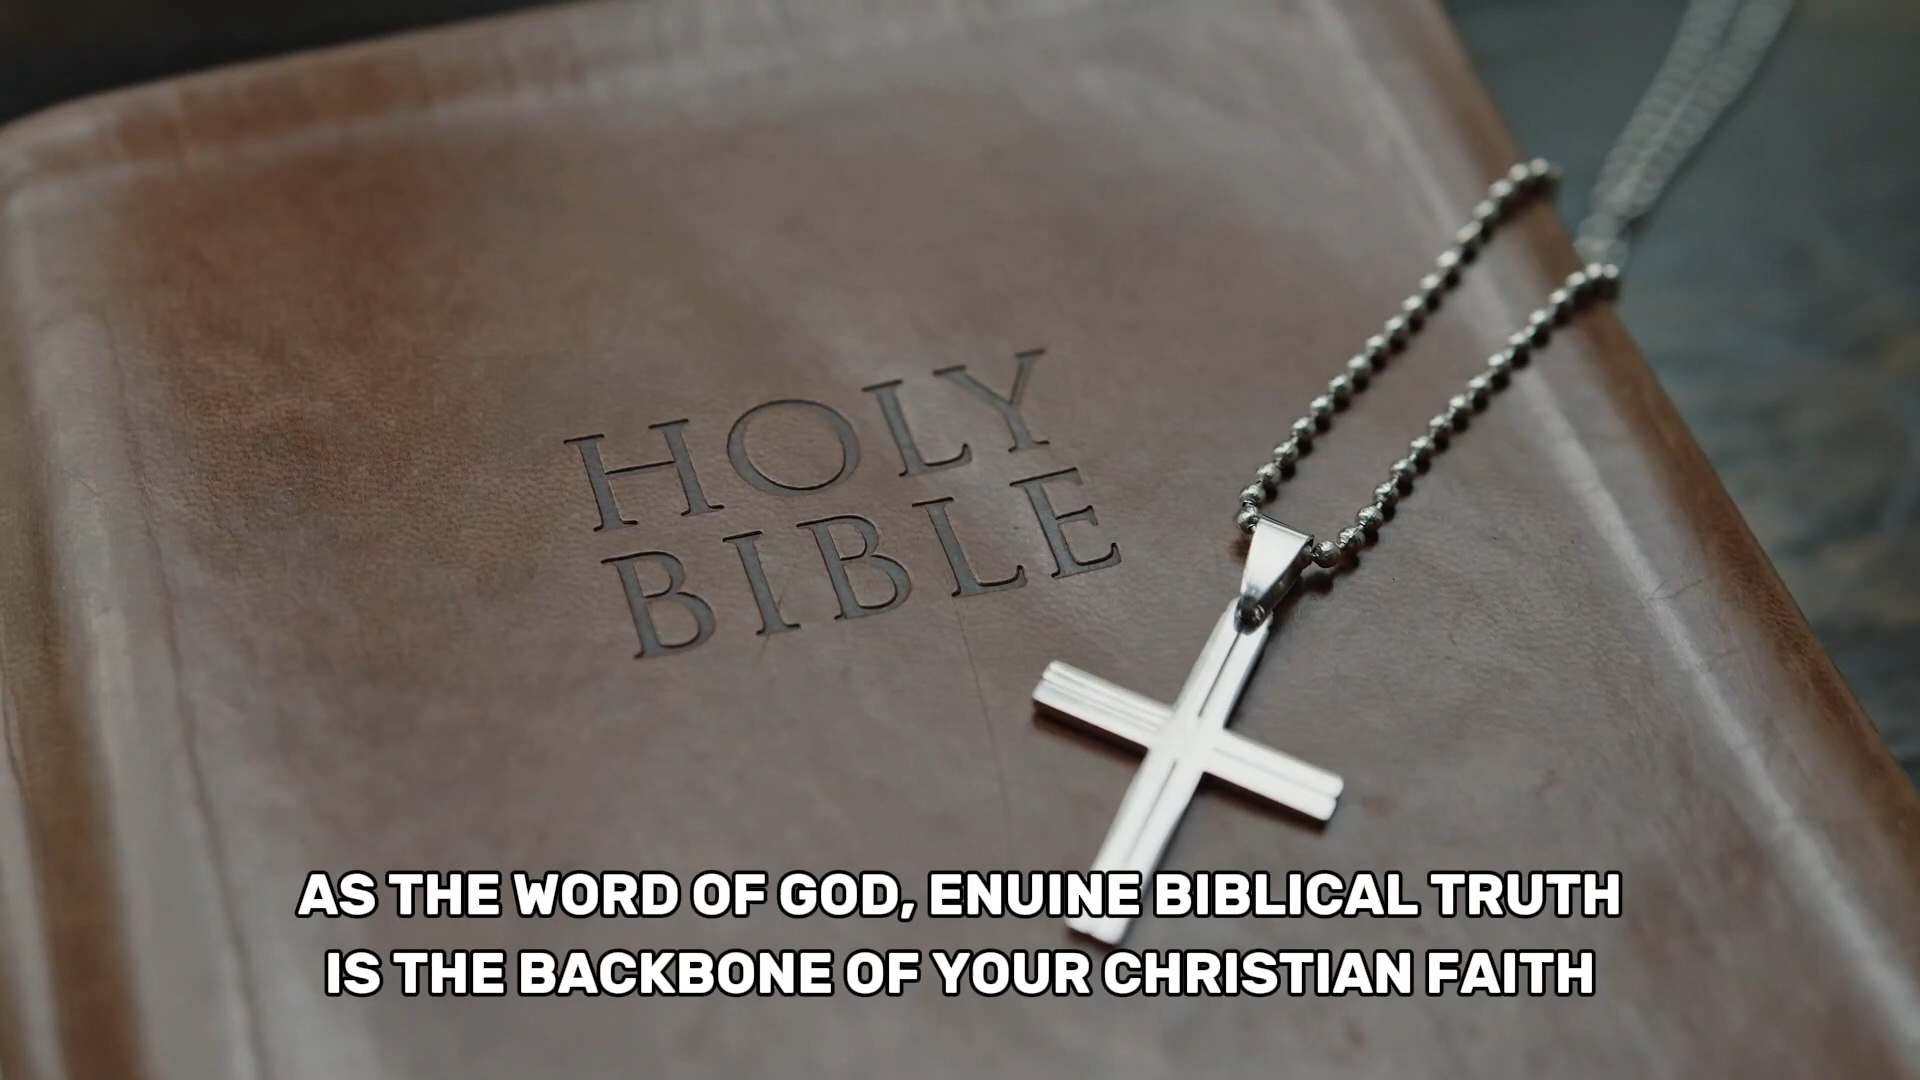 HOLY
BIBLE
AS THE WORD OF GOD, ENUINE BIBLICAL TRUTH
IS THE BACKBONE OF YOUR CHRISTIAN FAITH